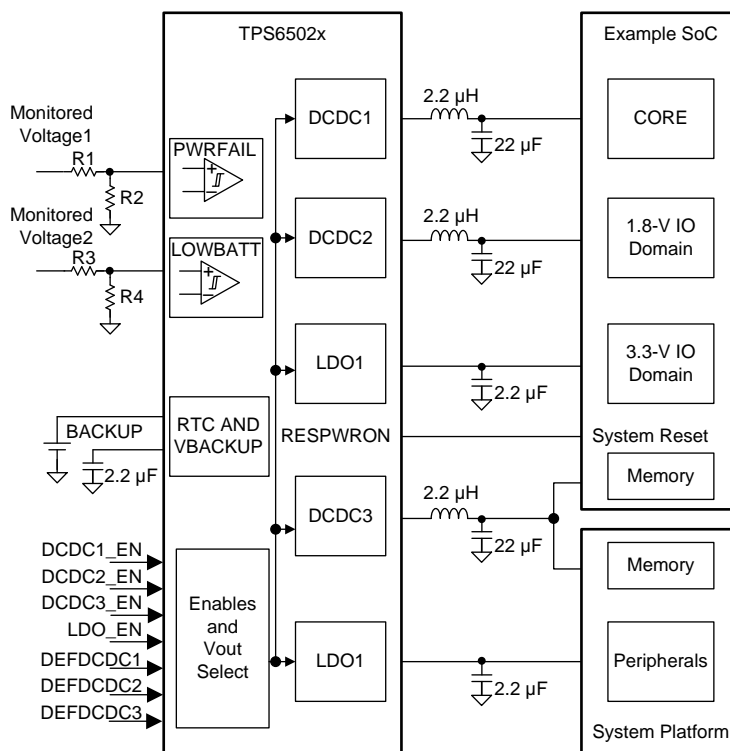 TPS6502x
Example SoC
Monitored
Voltage1
R1
R2
PWRFAIL
DCDC1
2.2 µH
22 µF
CORE
Monitored
Voltage2
R3
R4
LOWBATT
DCDC2
2.2 µH
22 µF
1.8-V IO
Domain
LDO1
2.2 µF
3.3-V IO
Domain
BACKUP
2.2 µF
RTC AND
VBACKUP
RESPWRON
System Reset
Memory
DCDC3
2.2 µH
22 µF
Memory
DCDC1_EN
DCDC2_EN
DCDC3_EN
LDO_EN
DEFDCDC1
DEFDCDC2
DEFDCDC3
Enables
and
Vout
Select
LDO1
2.2 µF
Peripherals
System Platform